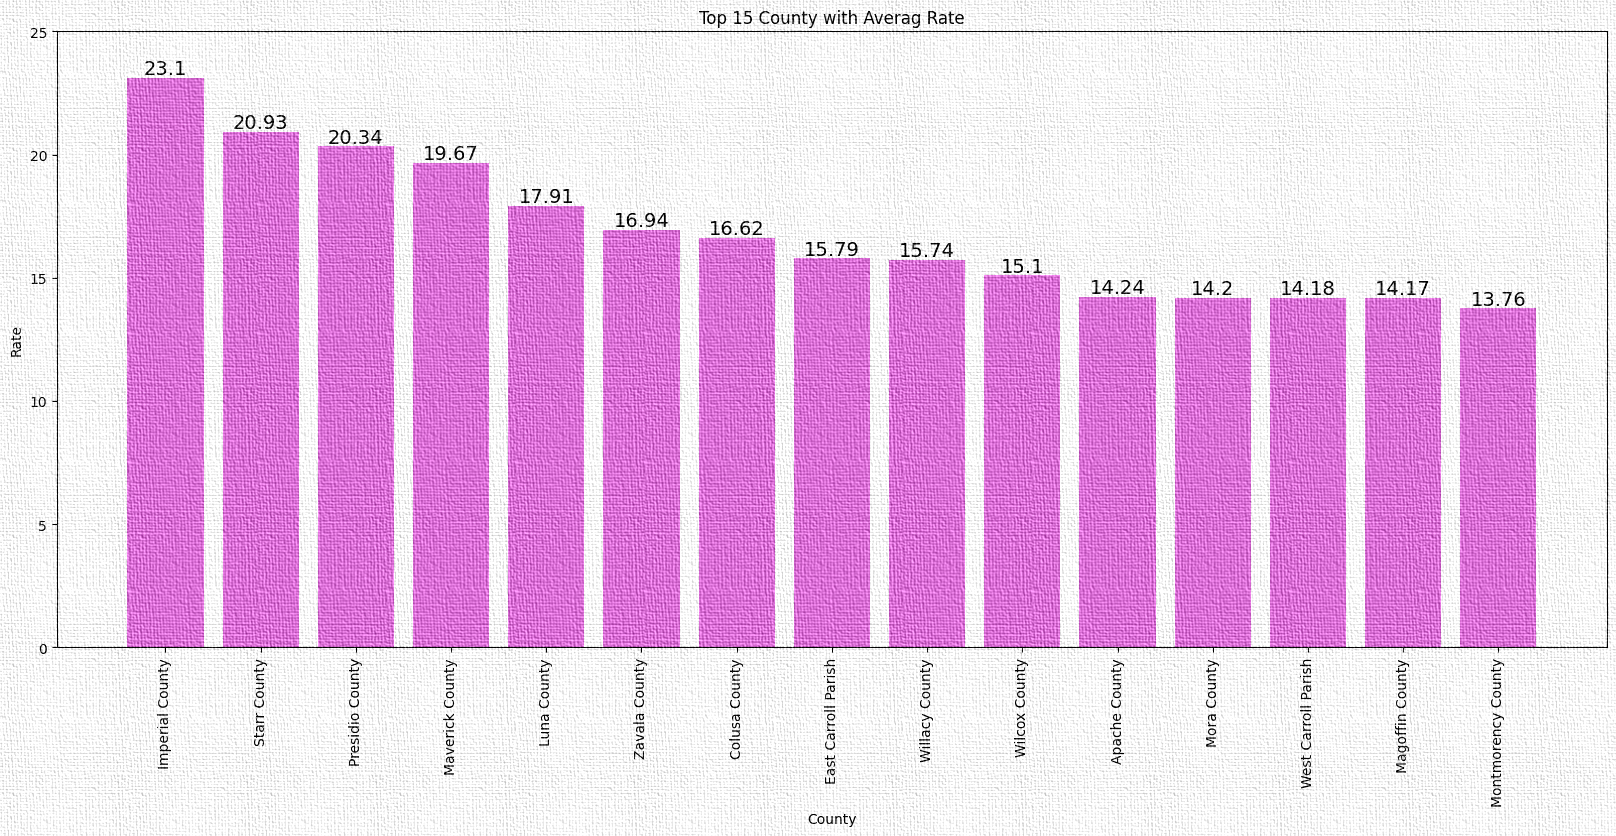 Top 15 County with Averag Rate
25
20
15
10
5
0
Rate
23.1
20.93
20.34
19.67
17.91
16.94
16.62
15.79
15.74
15.1
14.24
14.2
14.18
14.17
13.76
Imperial County
Starr County
Presidio County
Maverick County
Luna County
Zavala County
Colusa County
East Carroll Parish
Willacy County
Wilcox County
Apache County
Mora County
West Carroll Parish
Magoffin County
Montmorency County
County